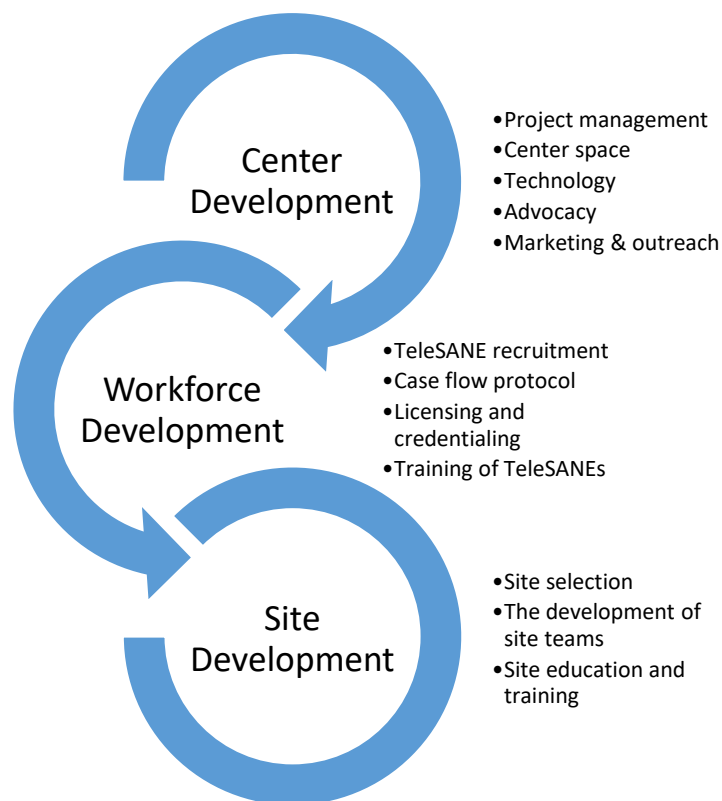 Center
Development
•Project management
•Center space
•Technology
•Advocacy
•Marketing & outreach
Workforce
Development
•TeleSANE recruitment
•Case flow protocol
•Licensing and
credentialing
•Training of TeleSANEs
Site
Development
•Site selection
•The development of
site teams
•Site education and
training